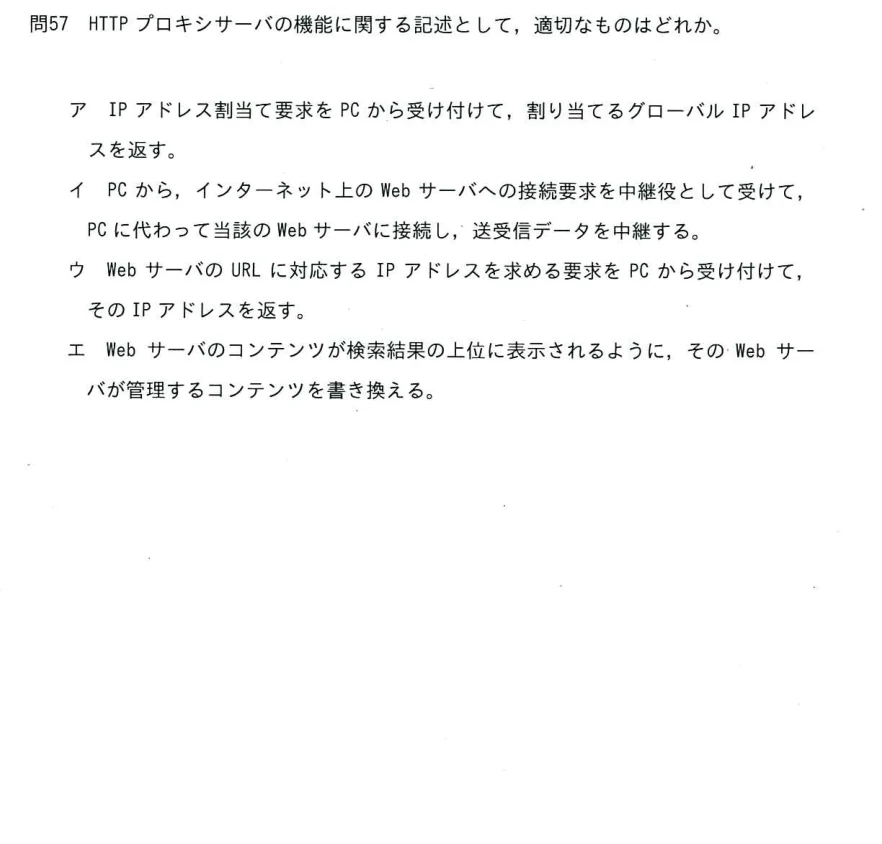 問57 HTTP プロキシサーバの機能に関する記述として，適切なものはどれか。
ア IP アドレス割当て要求を PC から受け付けて，割り当てるグローバル IP アドレ
スを返す。
イ PC から，インターネット上の Web サーバへの接続要求を中継役として受けて，
PC に代わって当該の Web サーバに接続し，送受信データを中継する。
ウ Web サーバの URL に対応する IP アドレスを求める要求を PC から受け付けて，
その IP アドレスを返す。
エ Web サーバのコンテンツが検索結果の上位に表示されるように，その Web サー
バが管理するコンテンツを書き換える。